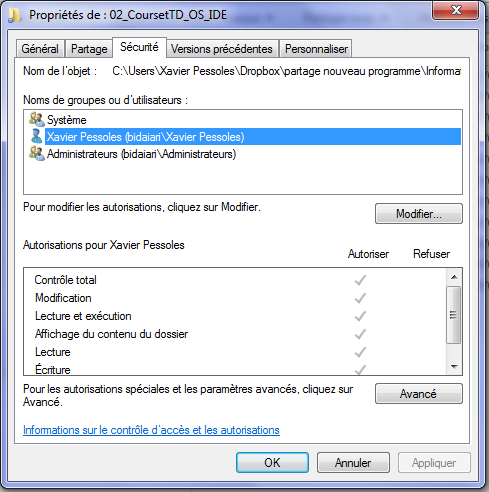 Propriétés de : 02_CoursetTD_OS_IDE
Général Partage Sécurité Versions précédentes Personnaliser
Nom de l'objet : C:\Users\Xavier Pessoles\Dropbox\partage nouveau programme\Informat
Noms de groupes ou d'utilisateurs :
Système
Xavier Pessoles (bidaiari\Xavier Pessoles)
Administrateurs (bidaiari\Administrateurs)
Pour modifier les autorisations, cliquez sur Modifier.
Modifier...
Autorisations pour Xavier Pessoles
Autoriser Refuser
Contrôle total
Modification
Lecture et exécution
Affichage du contenu du dossier
Lecture
Écriture
Pour les autorisations spéciales et les paramètres avancés, cliquez sur
Avancé.
Avancé
Informations sur le contrôle d'accès et les autorisations
OK Annuler Appliquer